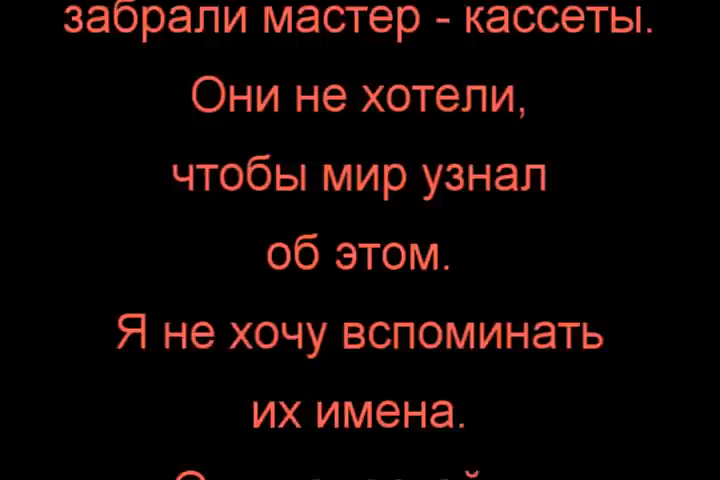 забрали мастер - кассеты.
Они не хотели,
чтобы мир узнал
об этом.
Я не хочу вспоминать
их имена.